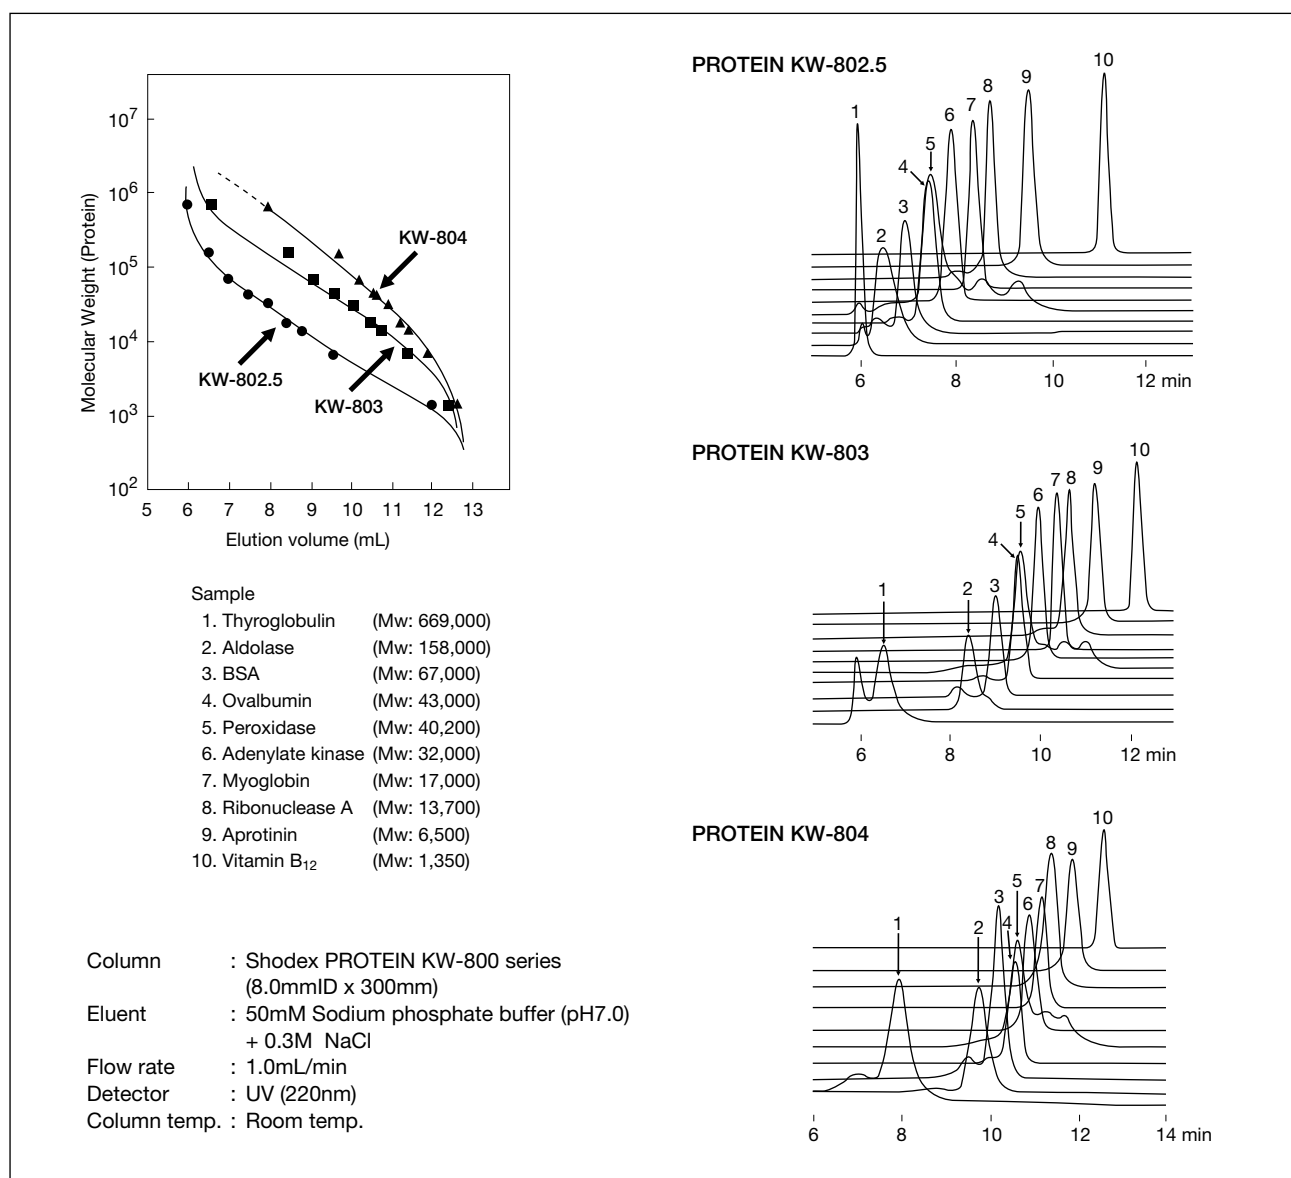 10⁷
10⁶
10⁵
10⁴
10³
10²
Molecular Weight (Protein)
KW-804
KW-802.5
KW-803
5 6 7 8 9 10 11 12 13
Elution volume (mL)
Sample
1. Thyroglobulin (Mw: 669,000)
2. Aldolase (Mw: 158,000)
3. BSA (Mw: 67,000)
4. Ovalbumin (Mw: 43,000)
5. Peroxidase (Mw: 40,200)
6. Adenylate kinase (Mw: 32,000)
7. Myoglobin (Mw: 17,000)
8. Ribonuclease A (Mw: 13,700)
9. Aprotinin (Mw: 6,500)
10. Vitamin B₁₂ (Mw: 1,350)
Column : Shodex PROTEIN KW-800 series
(8.0mmID x 300mm)
Eluent : 50mM Sodium phosphate buffer (pH7.0)
+ 0.3M NaCl
Flow rate : 1.0mL/min
Detector : UV (220nm)
Column temp. : Room temp.
PROTEIN KW-802.5
1 2 3 4 5 6 7 8 9 10
6 8 10 12 min
PROTEIN KW-803
1 2 3 4 5 6 7 8 9 10
6 8 10 12 min
PROTEIN KW-804
1 2 3 4 5 6 7 8 9 10
6 8 10 12 14 min